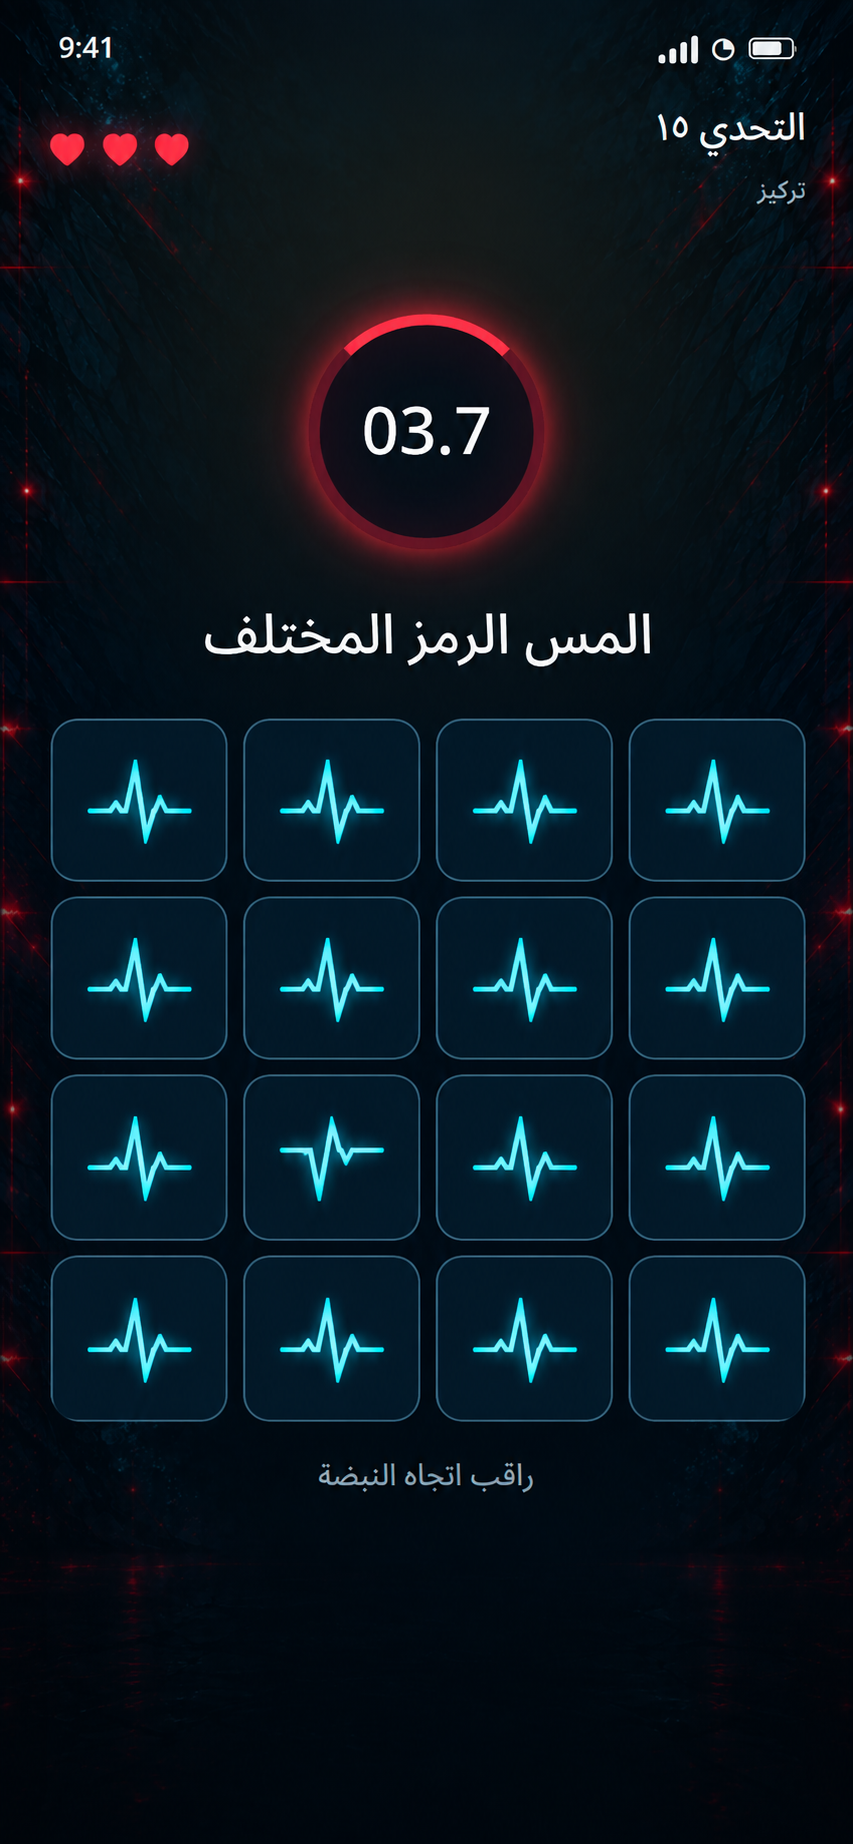 9:41
التحدي ١٥
تركيز
03.7
المس الرمز المختلف
راقب اتجاه النبضة